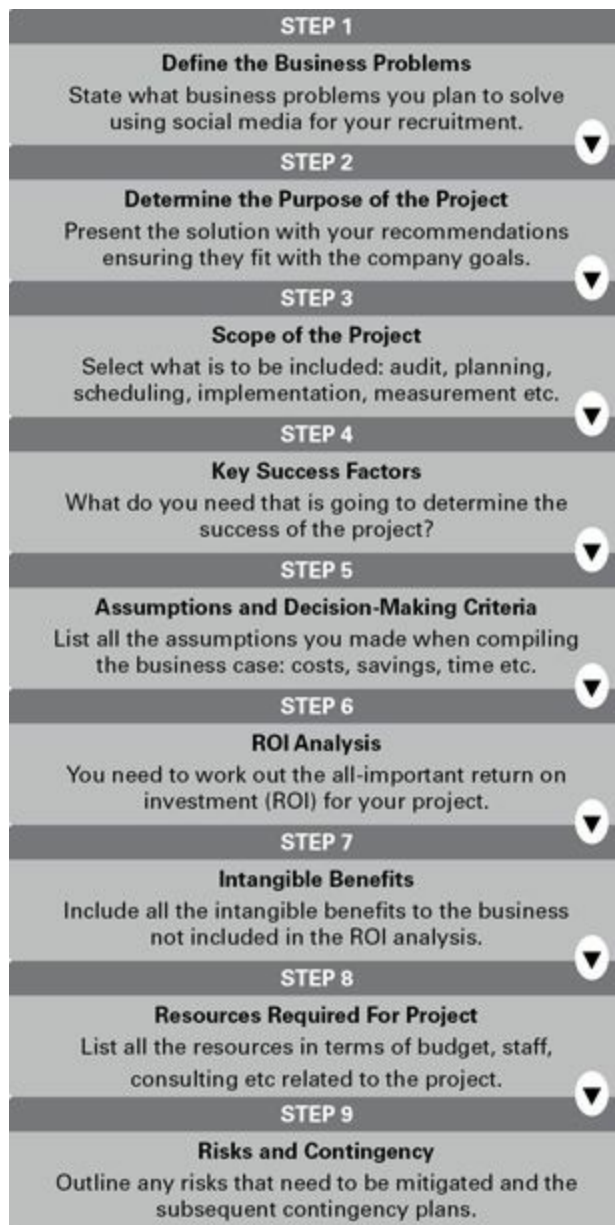 STEP 1
Define the Business Problems
State what business problems you plan to solve
using social media for your recruitment.
STEP 2
Determine the Purpose of the Project
Present the solution with your recommendations
ensuring they fit with the company goals.
STEP 3
Scope of the Project
Select what is to be included: audit, planning,
scheduling, implementation, measurement etc.
STEP 4
Key Success Factors
What do you need that is going to determine the
success of the project?
STEP 5
Assumptions and Decision-Making Criteria
List all the assumptions you made when compiling
the business case: costs, savings, time etc.
STEP 6
ROI Analysis
You need to work out the all-important return on
investment (ROI) for your project.
STEP 7
Intangible Benefits
Include all the intangible benefits to the business
not included in the ROI analysis.
STEP 8
Resources Required For Project
List all the resources in terms of budget, staff,
consulting etc related to the project.
STEP 9
Risks and Contingency
Outline any risks that need to be mitigated and the
subsequent contingency plans.